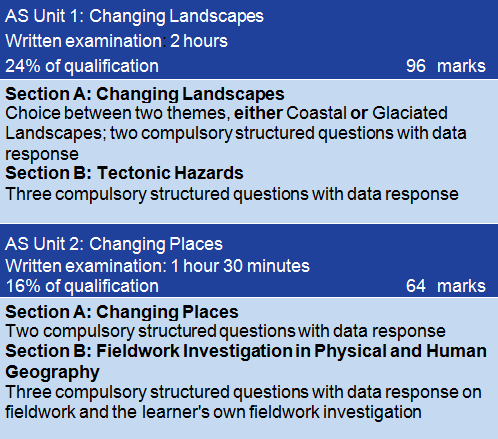 AS Unit 1: Changing Landscapes
Written examination: 2 hours
24% of qualification 96 marks
Section A: Changing Landscapes
Choice between two themes, either Coastal or Glaciated
Landscapes; two compulsory structured questions with data
response
Section B: Tectonic Hazards
Three compulsory structured questions with data response
AS Unit 2: Changing Places
Written examination: 1 hour 30 minutes
16% of qualification 64 marks
Section A: Changing Places
Two compulsory structured questions with data response
Section B: Fieldwork Investigation in Physical and Human
Geography
Three compulsory structured questions with data response on
fieldwork and the learner's own fieldwork investigation